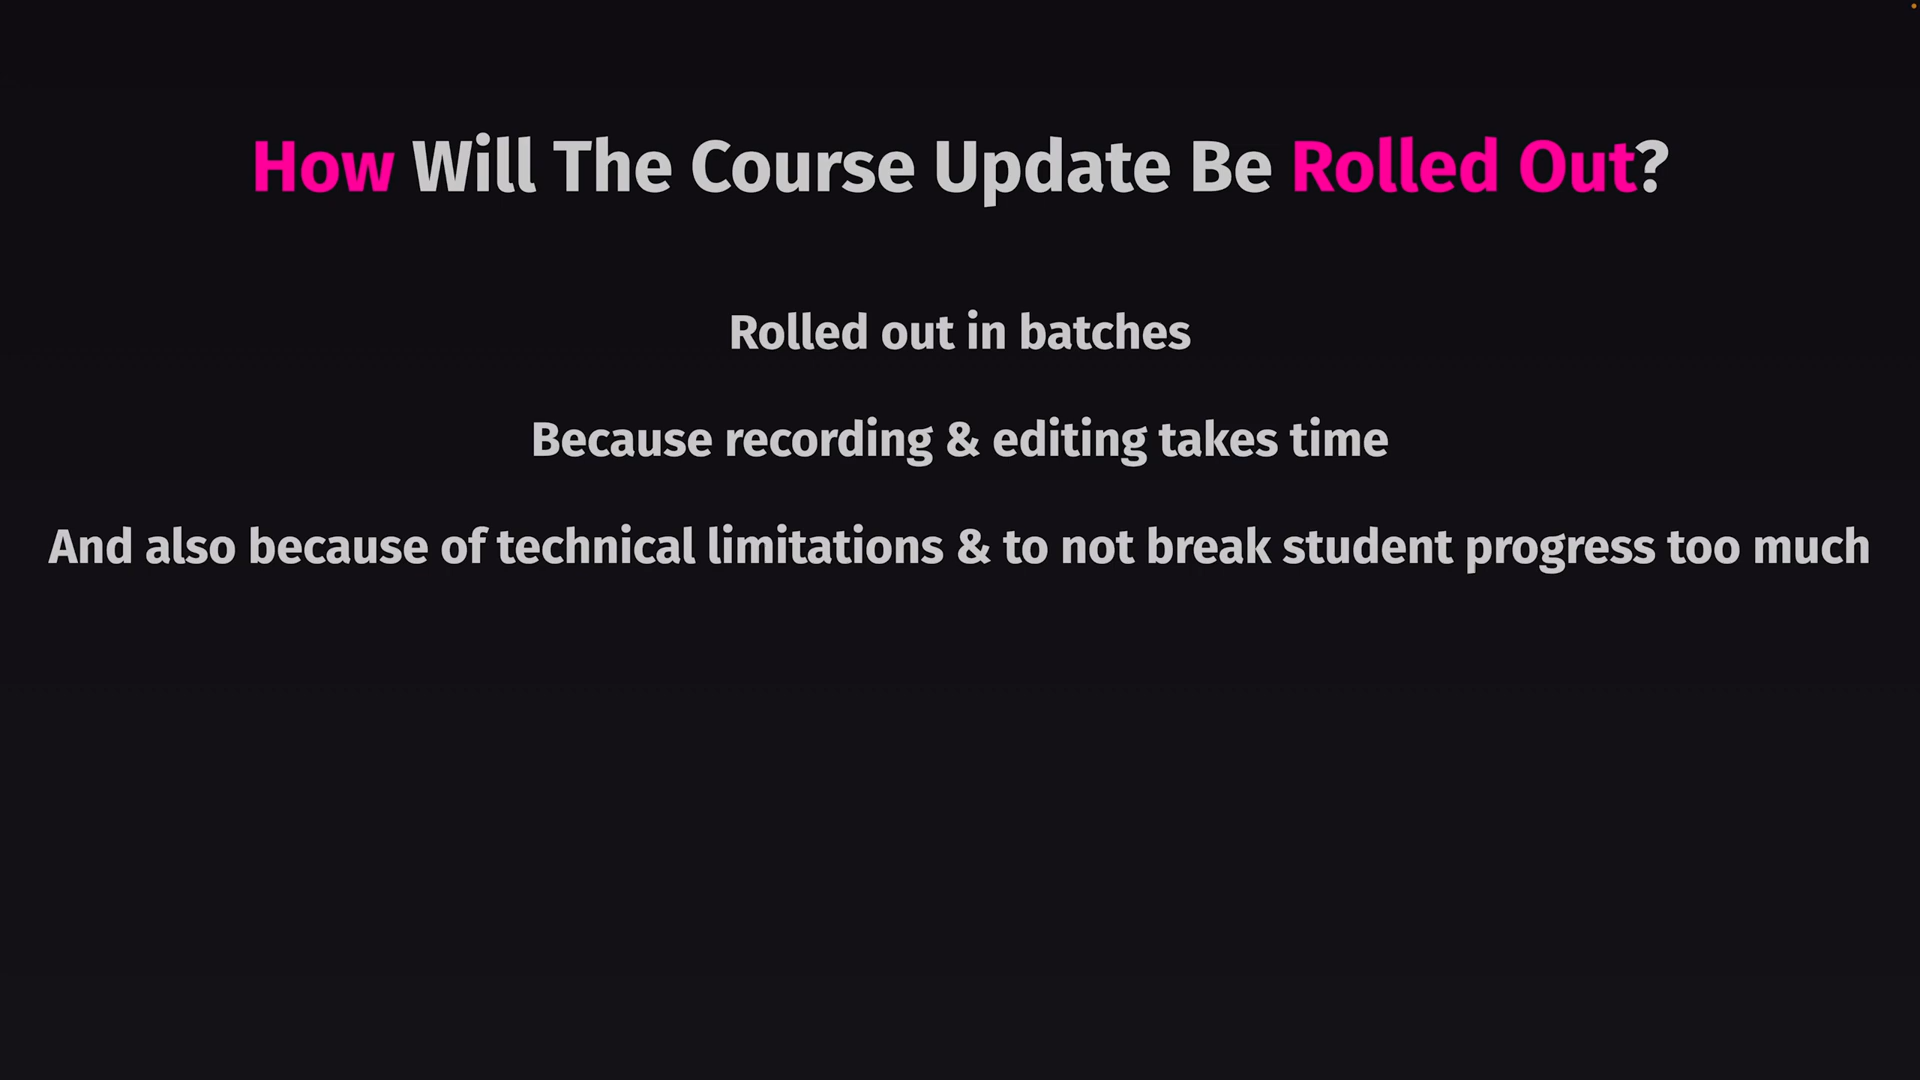 How Will The Course Update Be Rolled Out?
Rolled out in batches
Because recording & editing takes time
And also because of technical limitations & to not break student progress too much